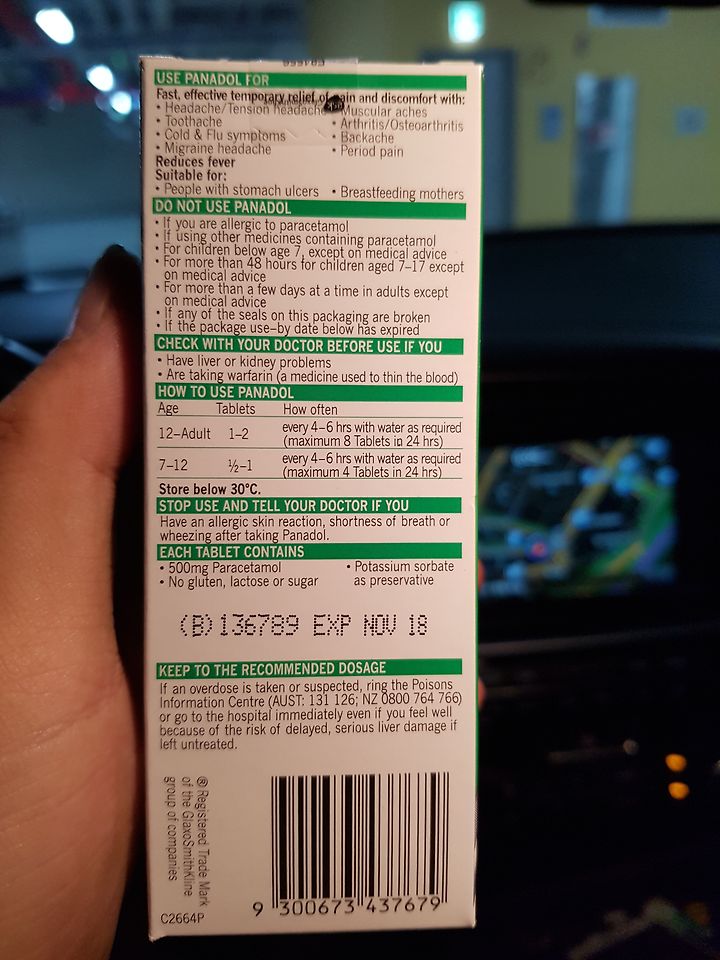 USE PANADOL FOR
Fast, effective temporary relief of pain and discomfort with:
• Headache/Tension headache • Muscular aches
• Toothache • Arthritis/Osteoarthritis
• Cold & Flu symptoms • Backache
• Migraine headache • Period pain
Reduces fever
Suitable for:
• People with stomach ulcers • Breastfeeding mothers
DO NOT USE PANADOL
• If you are allergic to paracetamol
• If using other medicines containing paracetamol
• For children below age 7, except on medical advice
• For more than 48 hours for children aged 7–17 except
on medical advice
• For more than a few days at a time in adults except
on medical advice
• If any of the seals on this packaging are broken
• If the package use–by date below has expired
CHECK WITH YOUR DOCTOR BEFORE USE IF YOU
• Have liver or kidney problems
• Are taking warfarin (a medicine used to thin the blood)
HOW TO USE PANADOL
Age Tablets How often
12–Adult 1–2 every 4–6 hrs with water as required
(maximum 8 Tablets in 24 hrs)
7–12 ½–1 every 4–6 hrs with water as required
(maximum 4 Tablets in 24 hrs)
Store below 30°C.
STOP USE AND TELL YOUR DOCTOR IF YOU
Have an allergic skin reaction, shortness of breath or
wheezing after taking Panadol.
EACH TABLET CONTAINS
• 500mg Paracetamol • Potassium sorbate
• No gluten, lactose or sugar as preservative
(B) 136789 EXP NOV 18
KEEP TO THE RECOMMENDED DOSAGE
If an overdose is taken or suspected, ring the Poisons
Information Centre (AUST: 131 126; NZ 0800 764 766)
or go to the hospital immediately even if you feel well
because of the risk of delayed, serious liver damage if
left untreated.
® Registered Trade Mark
of the GlaxoSmithKline
group of companies
C2664P
9 300673 437679